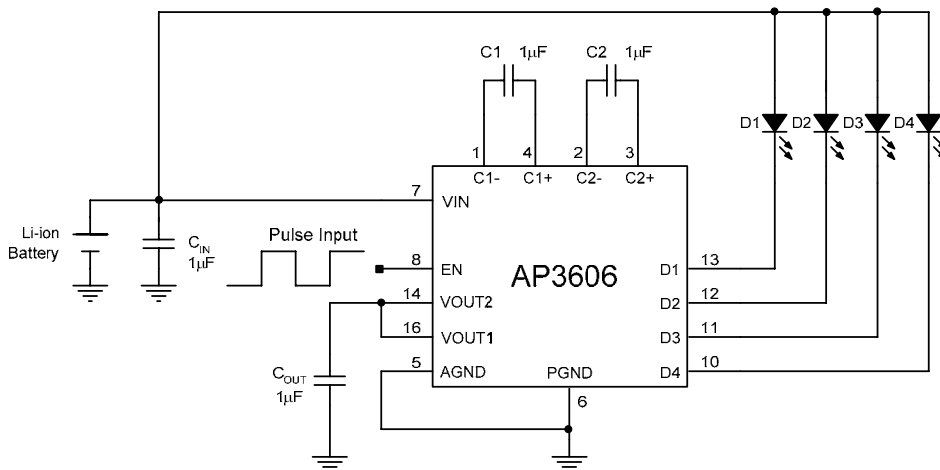 C1 1μF C2 1μF
D1 D2 D3 D4
1 4 2 3
C1- C1+ C2- C2+
7 VIN
Li-ion
Battery
C_IN
1μF
Pulse Input
8 EN
AP3606
D1 13
14 VOUT2
D2 12
16 VOUT1
D3 11
5 AGND
PGND
D4 10
C_OUT
1μF
6